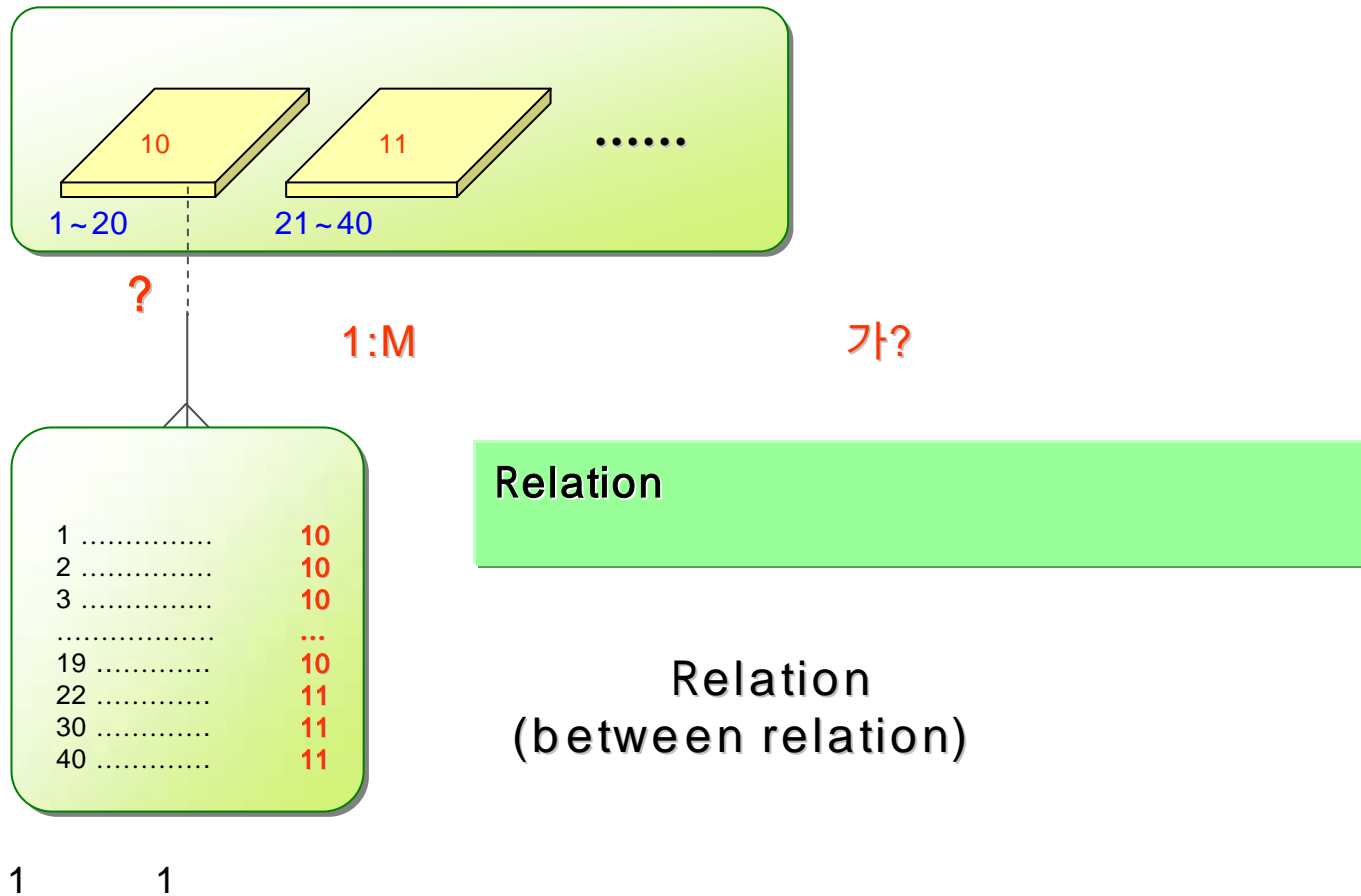 10 11 ••••••
1~20 21~40
?
1:M 가?
Relation
1 ............... 10
2 ............... 10
3 ............... 10
.................. ...
19 ............. 10
22 ............. 11
30 ............. 11
40 ............. 11
Relation
(between relation)
1 1